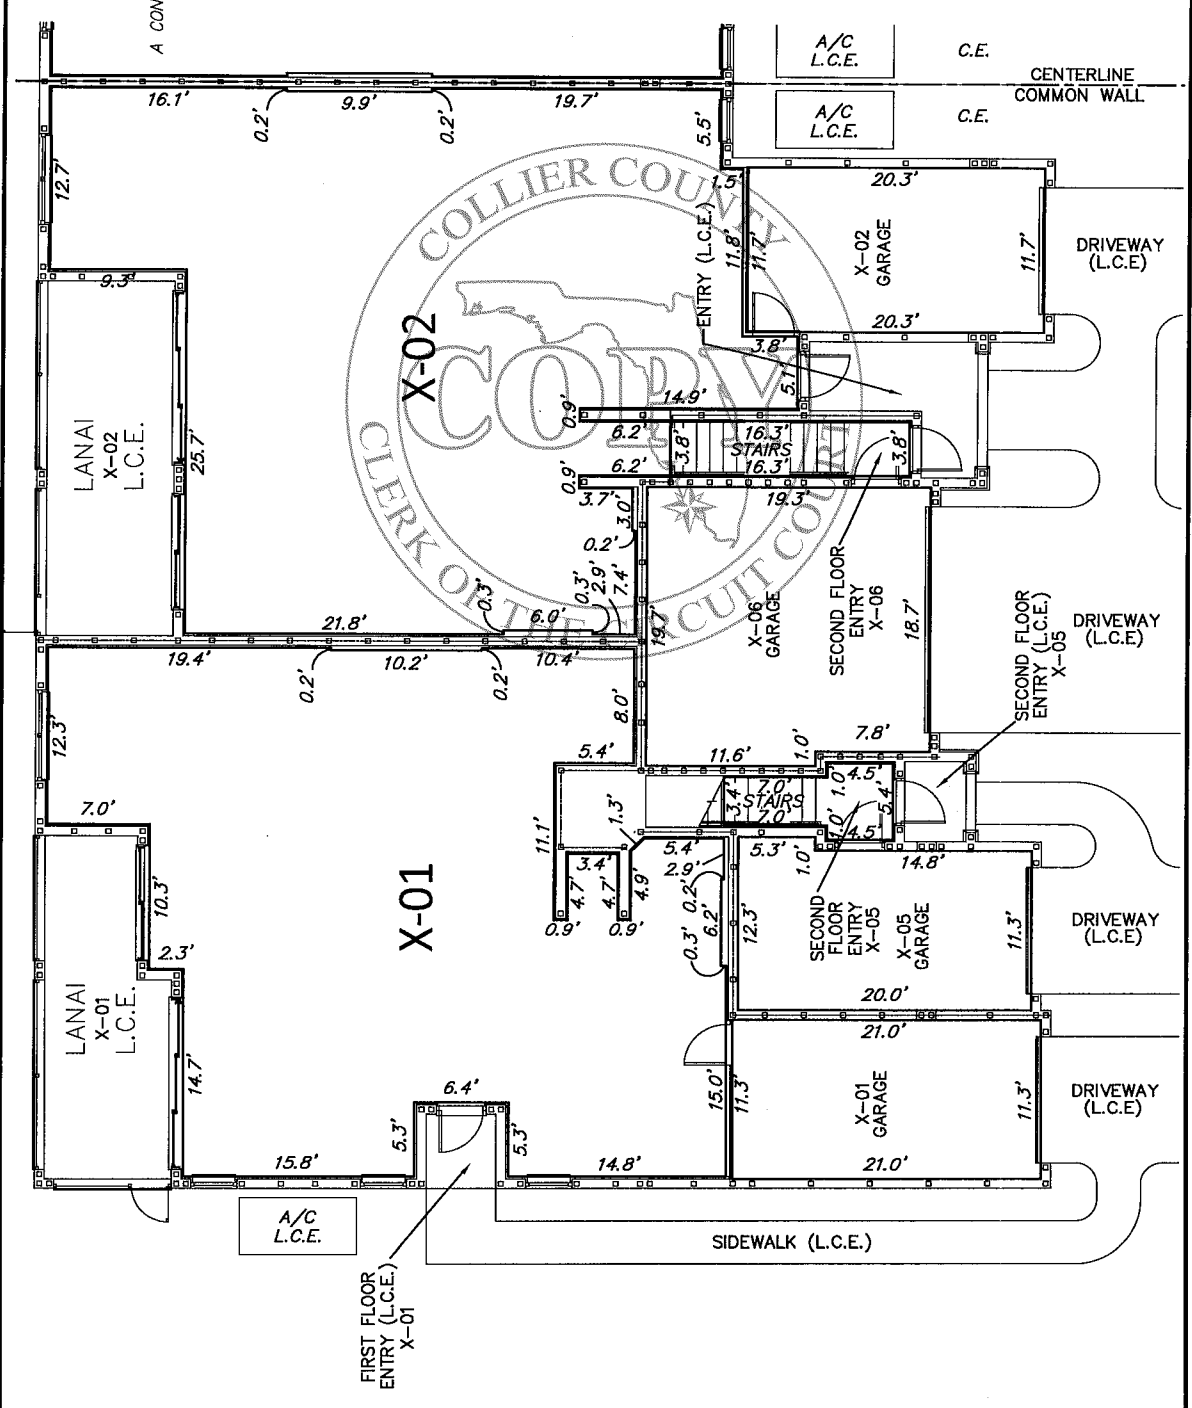 A CON
A/C
L.C.E.
C.E.
CENTERLINE
COMMON WALL
A/C
L.C.E.
C.E.
16.1'
0.2'
9.9'
0.2'
19.7'
5.5'
12.7'
1.5'
20.3'
COLLIER COUNTY
COPY
CLERK OF THE CIRCUIT COURT
ENTRY (L.C.E.)
11.8'
11.7'
X-02
GARAGE
11.7'
DRIVEWAY
(L.C.E)
9.3'
20.3'
X-02
3.8'
5.1'
14.9'
0.9'
6.2'
3.8'
16.3'
STAIRS
16.3'
3.8'
LANAI
X-02
L.C.E.
25.7'
6.2'
0.9'
3.7'
3.0'
19.3'
0.2'
0.3'
6.0'
0.3'
2.9'
7.4'
19.7'
X-06
GARAGE
SECOND FLOOR
ENTRY
X-06
18.7'
SECOND FLOOR
ENTRY (L.C.E.)
X-05
DRIVEWAY
(L.C.E)
21.8'
19.4'
0.2'
10.2'
0.2'
10.4'
8.0'
12.3'
5.4'
11.6'
1.0'
7.8'
7.0'
11.1'
1.3'
3.4'
7.0'
STAIRS
7.0'
1.0'
4.5'
5.4'
1.0'
4.5'
X-01
3.4'
4.7'
4.7'
4.9'
0.9'
0.9'
5.4'
2.9'
0.2'
6.2'
0.3'
5.3'
1.0'
14.8'
12.3'
SECOND
FLOOR
ENTRY
X-05
X-05
GARAGE
11.3'
DRIVEWAY
(L.C.E)
10.3'
2.3'
LANAI
X-01
L.C.E.
20.0'
21.0'
14.7'
6.4'
5.3'
5.3'
15.0'
11.3'
X-01
GARAGE
11.3'
DRIVEWAY
(L.C.E)
15.8'
14.8'
21.0'
A/C
L.C.E.
SIDEWALK (L.C.E.)
FIRST FLOOR
ENTRY (L.C.E.)
X-01